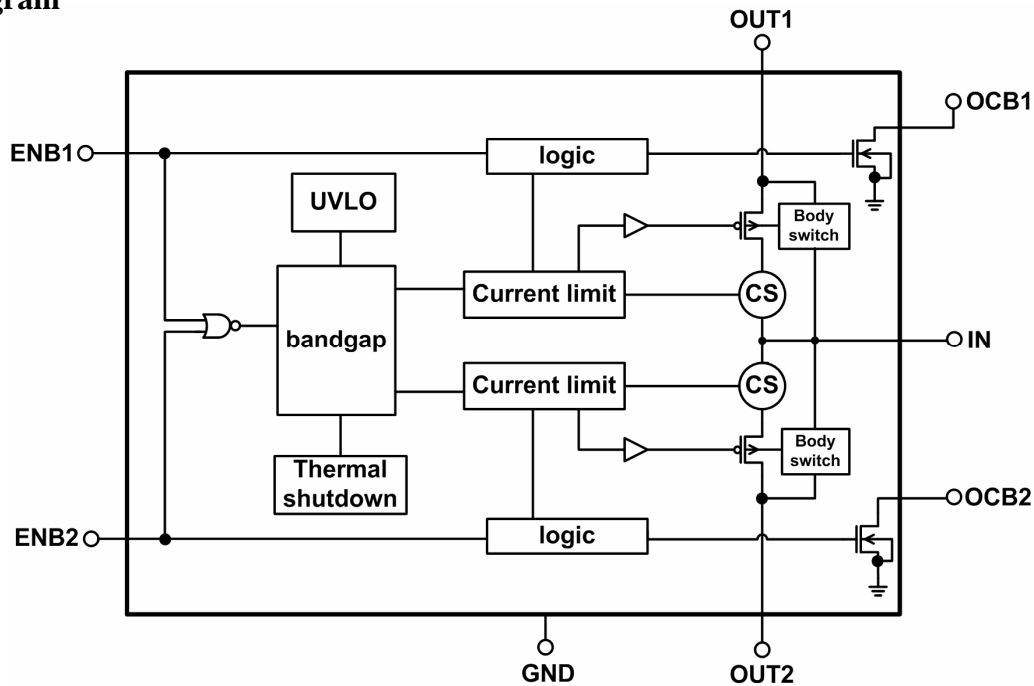 OUT1
OCB1
ENB1
logic
UVLO
Body
switch
Current limit
CS
bandgap
IN
Current limit
CS
Body
switch
Thermal
shutdown
OCB2
ENB2
logic
GND
OUT2